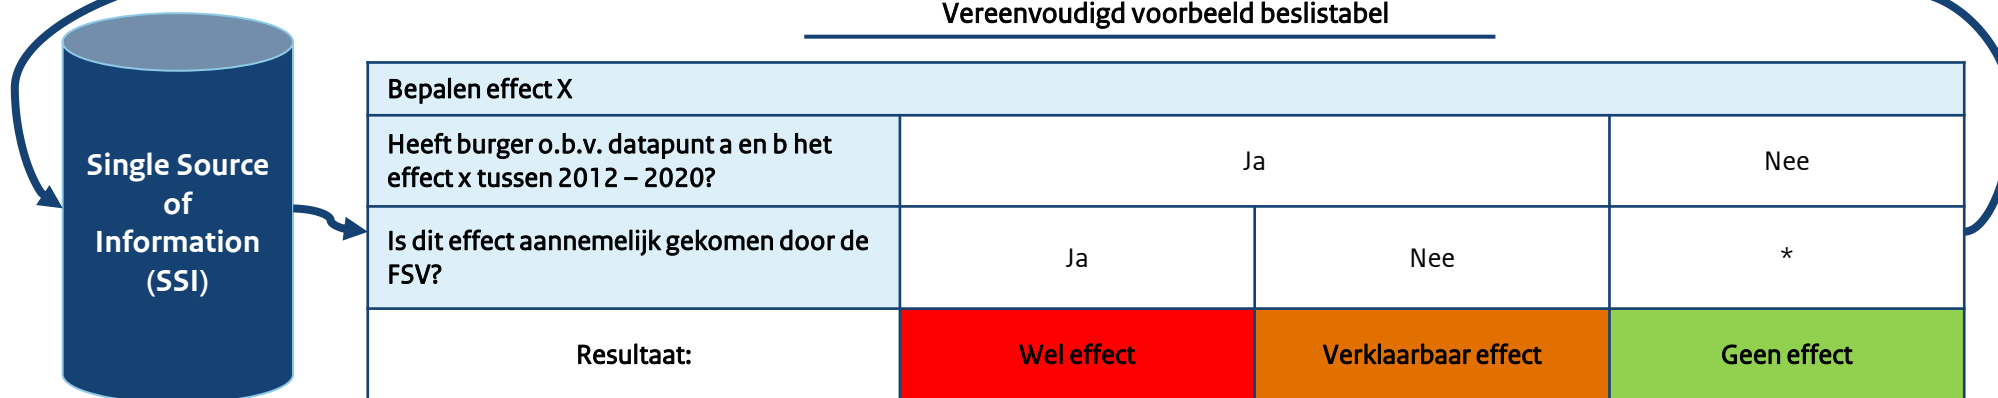 Vereenvoudigd voorbeeld beslistabel
Single Source
of
Information
(SSI)
Bepalen effect X
Heeft burger o.b.v. datapunt a en b het
effect x tussen 2012 – 2020?
Ja
Nee
Is dit effect aannemelijk gekomen door de
FSV?
Ja
Nee
*
Resultaat:
Wel effect
Verklaarbaar effect
Geen effect